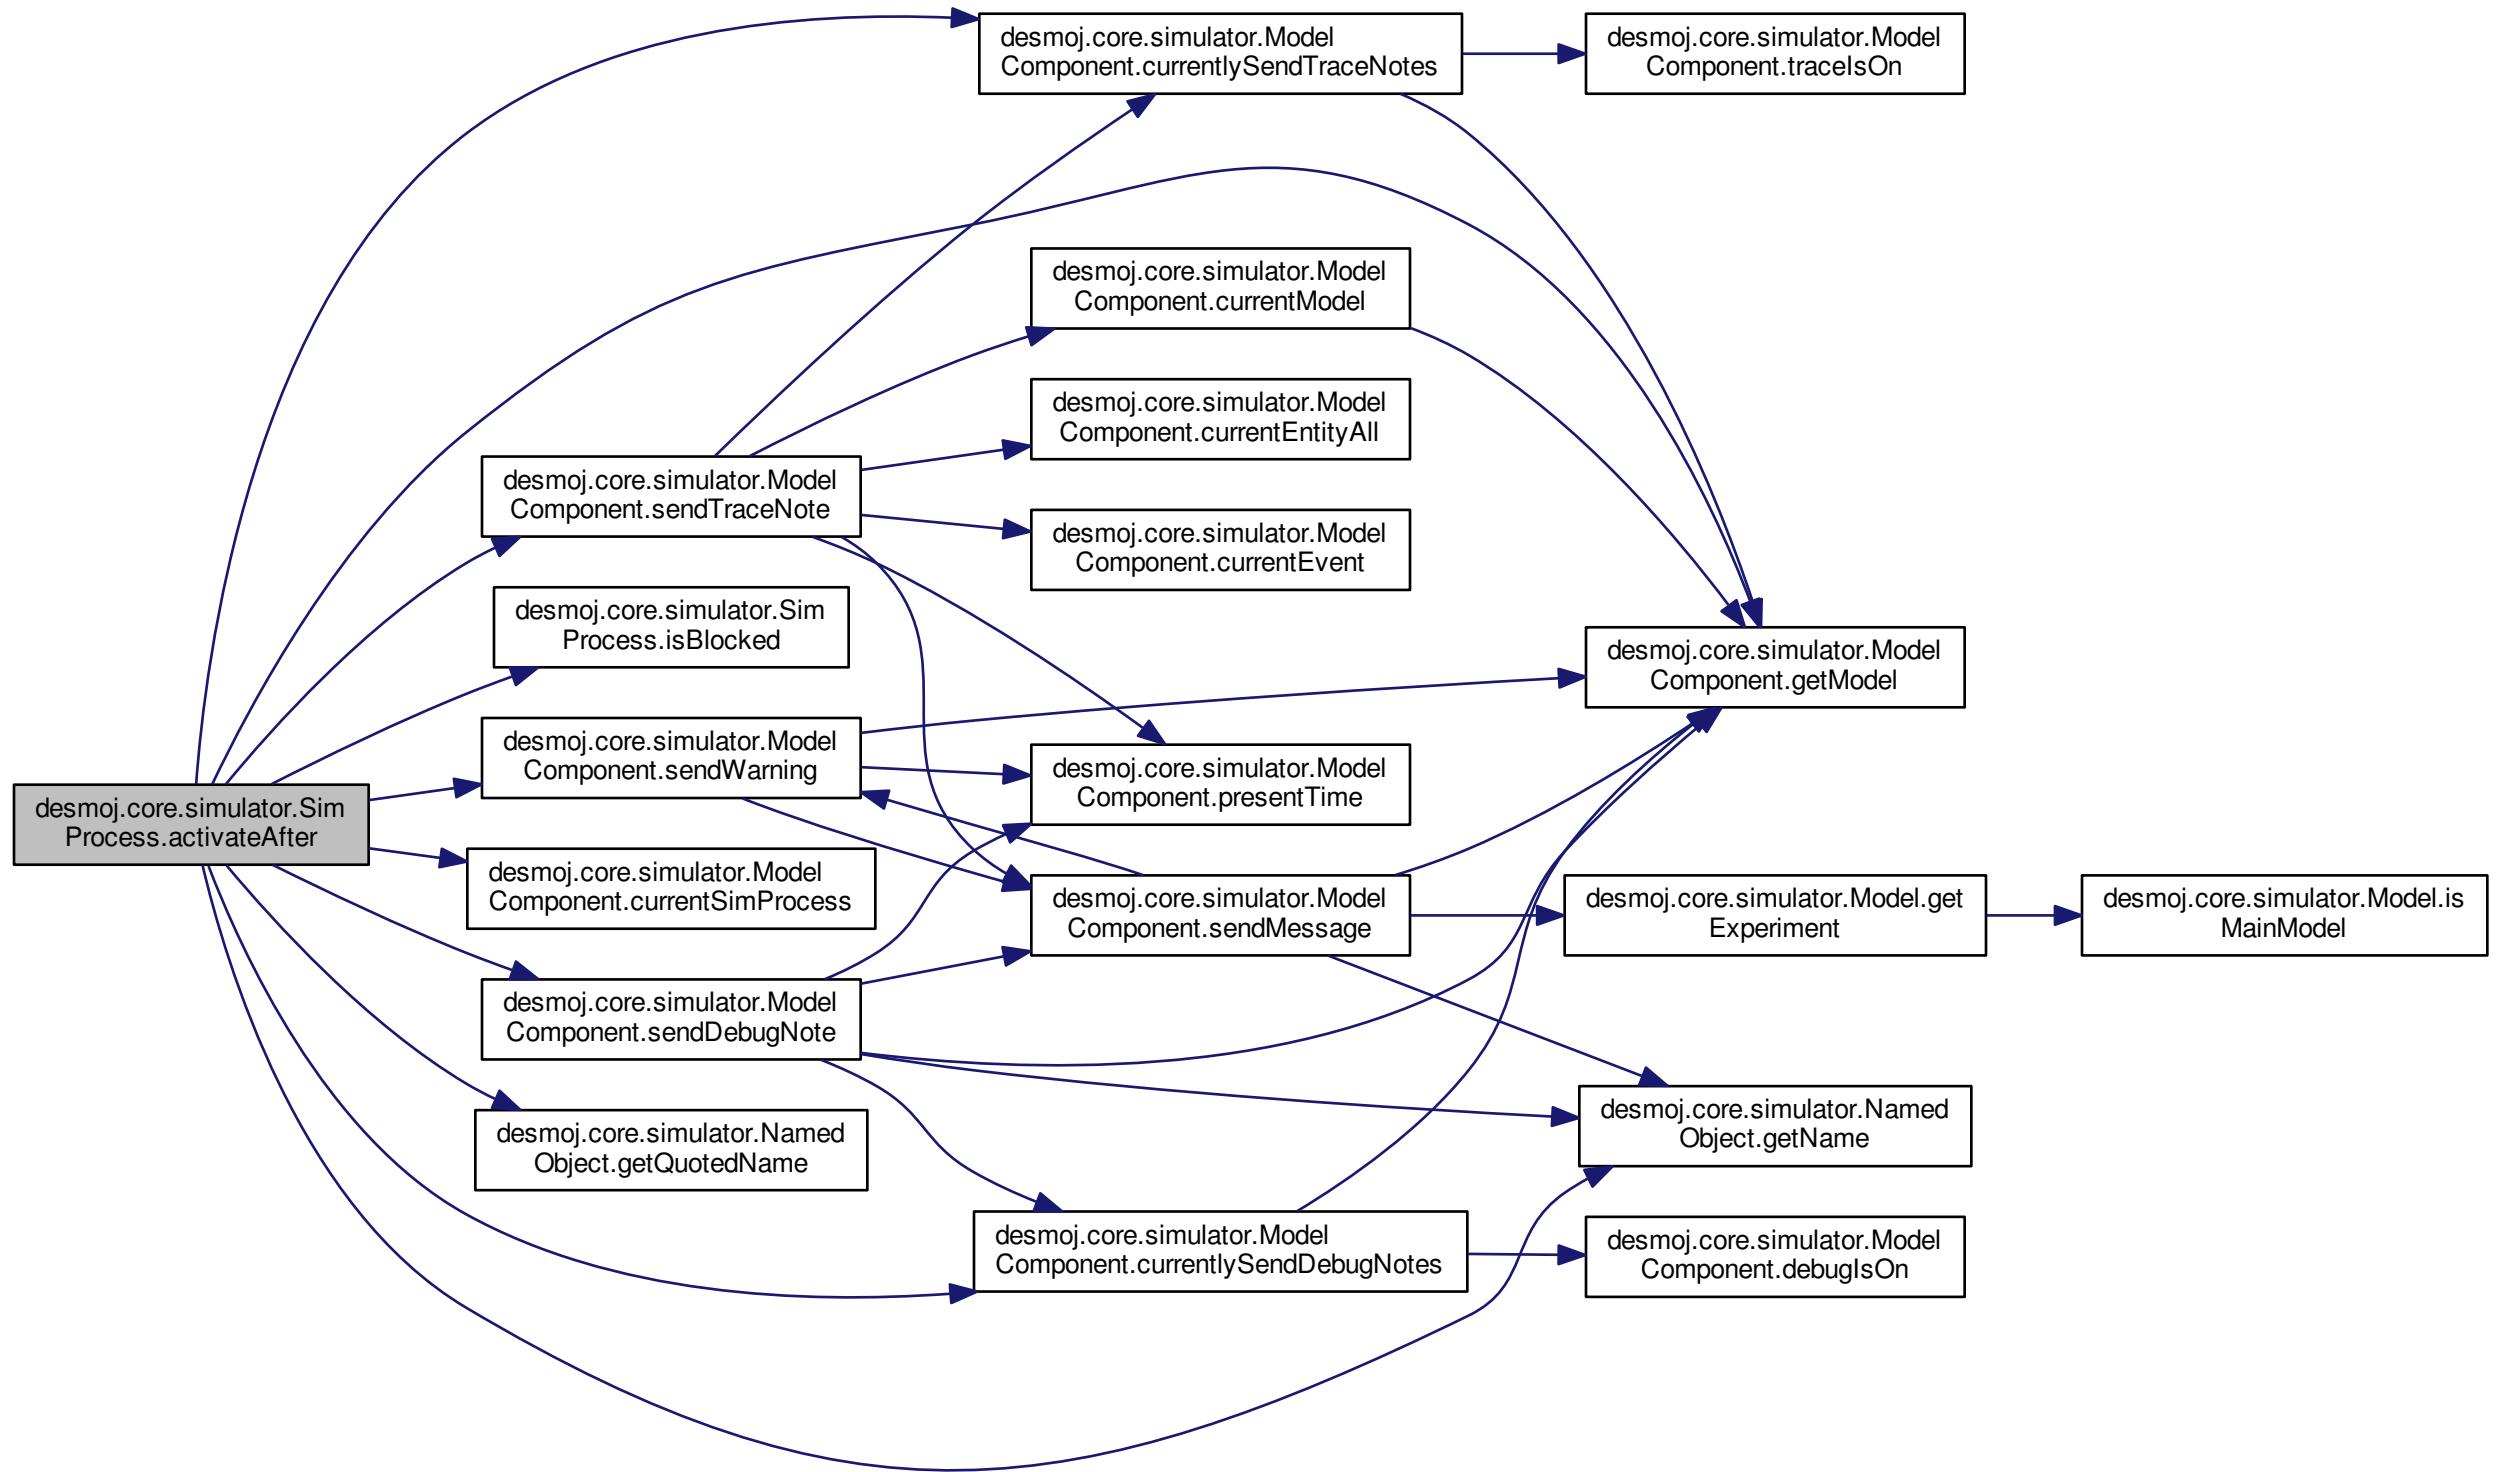 desmoj.core.simulator.Sim
Process.activateAfter
desmoj.core.simulator.Model
Component.currentlySendTraceNotes
desmoj.core.simulator.Model
Component.traceIsOn
desmoj.core.simulator.Model
Component.currentModel
desmoj.core.simulator.Model
Component.currentEntityAll
desmoj.core.simulator.Model
Component.sendTraceNote
desmoj.core.simulator.Model
Component.currentEvent
desmoj.core.simulator.Sim
Process.isBlocked
desmoj.core.simulator.Model
Component.getModel
desmoj.core.simulator.Model
Component.sendWarning
desmoj.core.simulator.Model
Component.presentTime
desmoj.core.simulator.Model
Component.currentSimProcess
desmoj.core.simulator.Model
Component.sendMessage
desmoj.core.simulator.Model.get
Experiment
desmoj.core.simulator.Model.is
MainModel
desmoj.core.simulator.Model
Component.sendDebugNote
desmoj.core.simulator.Named
Object.getName
desmoj.core.simulator.Named
Object.getQuotedName
desmoj.core.simulator.Model
Component.currentlySendDebugNotes
desmoj.core.simulator.Model
Component.debugIsOn